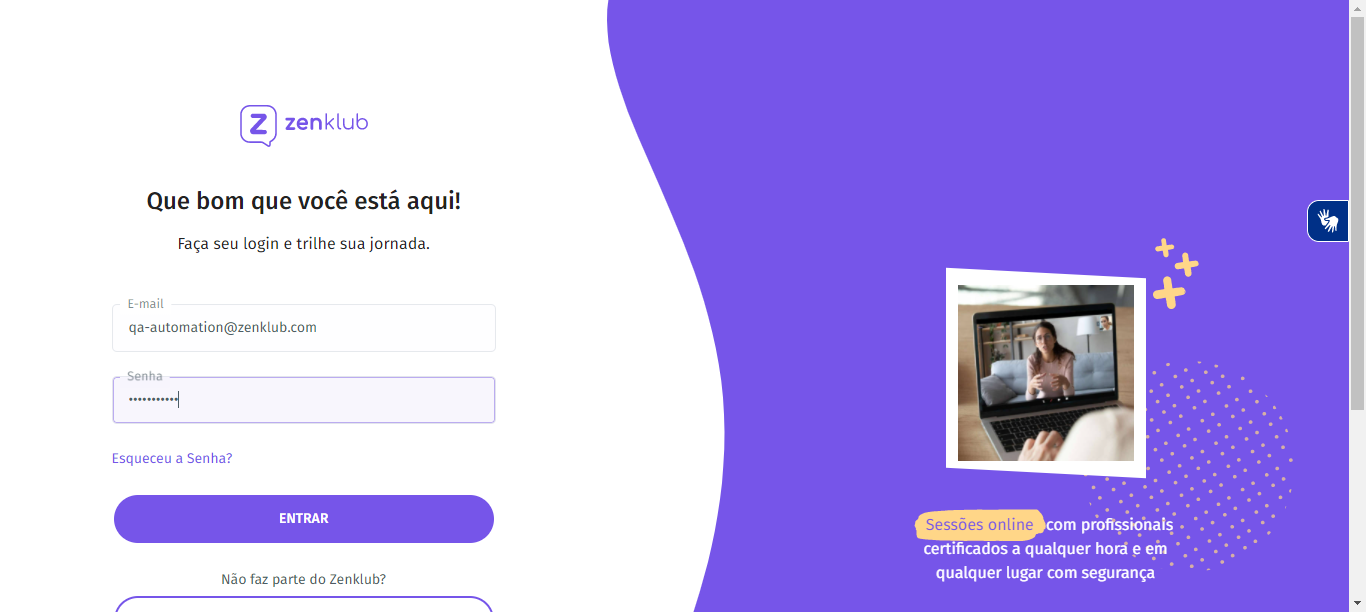 Z zenklub
Que bom que você está aqui!
Faça seu login e trilhe sua jornada.
E-mail
qa-automation@zenklub.com
Senha
•••••••••••
Esqueceu a Senha?
ENTRAR
Não faz parte do Zenklub?
Sessões online com profissionais
certificados a qualquer hora e em
qualquer lugar com segurança